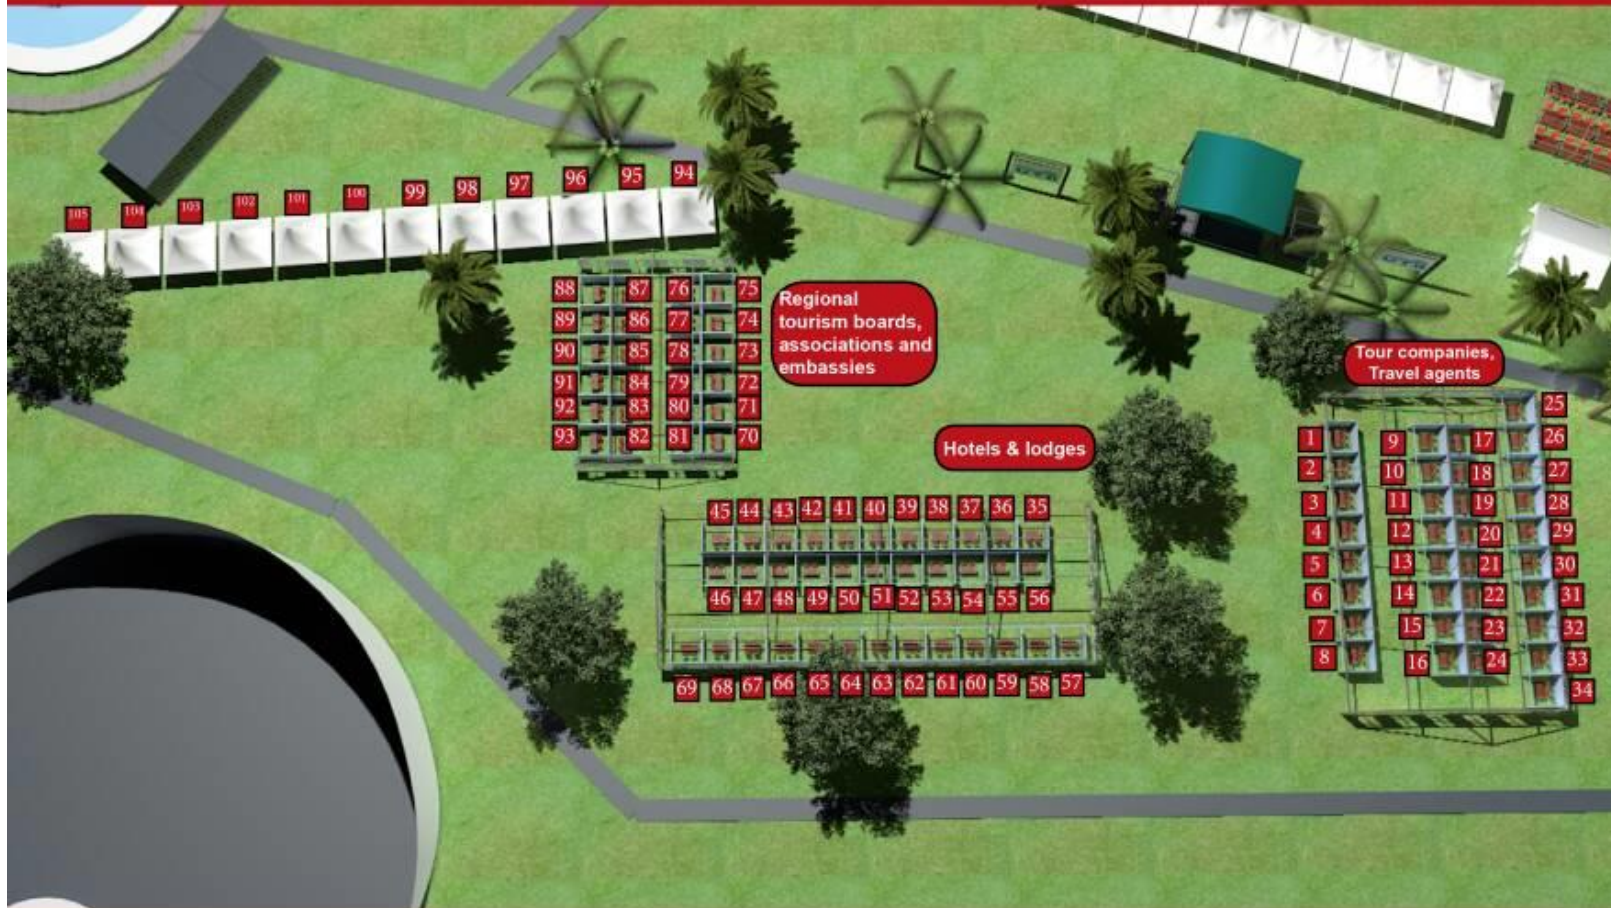 105 104 103 102 101 100 99 98 97 96 95 94
88 87 76 75
89 86 77 74
90 85 78 73
91 84 79 72
92 83 80 71
93 82 81 70
Regional
tourism boards,
associations and
embassies
Hotels & lodges
45 44 43 42 41 40 39 38 37 36 35
46 47 48 49 50 51 52 53 54 55 56
69 68 67 66 65 64 63 62 61 60 59 58 57
Tour companies,
Travel agents
25
1 9 17 26
2 10 18 27
3 11 19 28
4 12 20 29
5 13 21 30
6 14 22 31
7 15 23 32
8 16 24 33
34